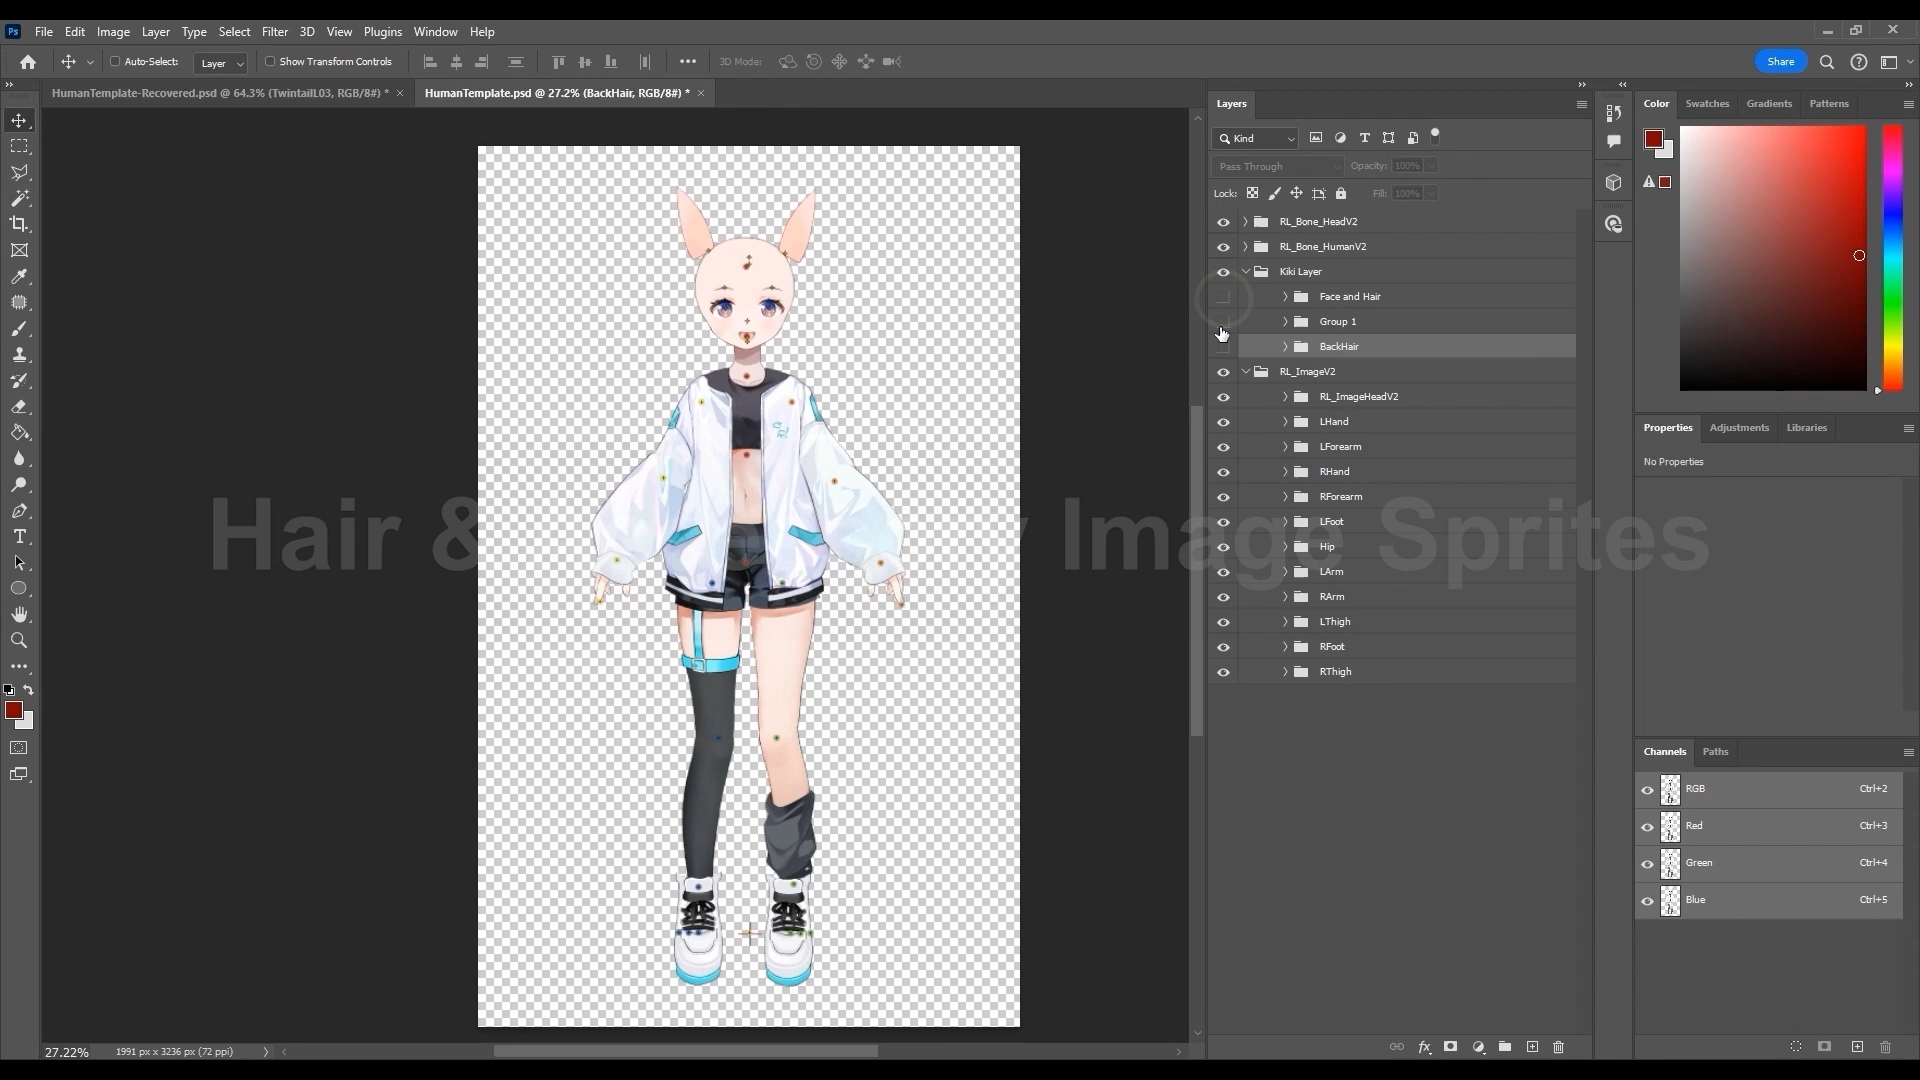 Ps File Edit Image Layer Type Select Filter 3D View Plugins Window Help
Auto-Select: Layer Show Transform Controls 3D Mode: Share
HumanTemplate-Recovered.psd @ 64.3% (TwintailL03, RGB/8#) *
HumanTemplate.psd @ 27.2% (BackHair, RGB/8#) *
Layers
Kind
Pass Through Opacity: 100%
Lock: Fill: 100%
RL_Bone_HeadV2
RL_Bone_HumanV2
Kiki Layer
Face and Hair
Group 1
BackHair
RL_ImageV2
RL_ImageHeadV2
LHand
LForearm
RHand
RForearm
LFoot
Hip
LArm
RArm
LThigh
RFoot
RThigh
Color Swatches Gradients Patterns
Properties Adjustments Libraries
No Properties
Channels Paths
RGB Ctrl+2
Red Ctrl+3
Green Ctrl+4
Blue Ctrl+5
Hair & Image Sprites
27.22% 1991 px x 3236 px (72 ppi)